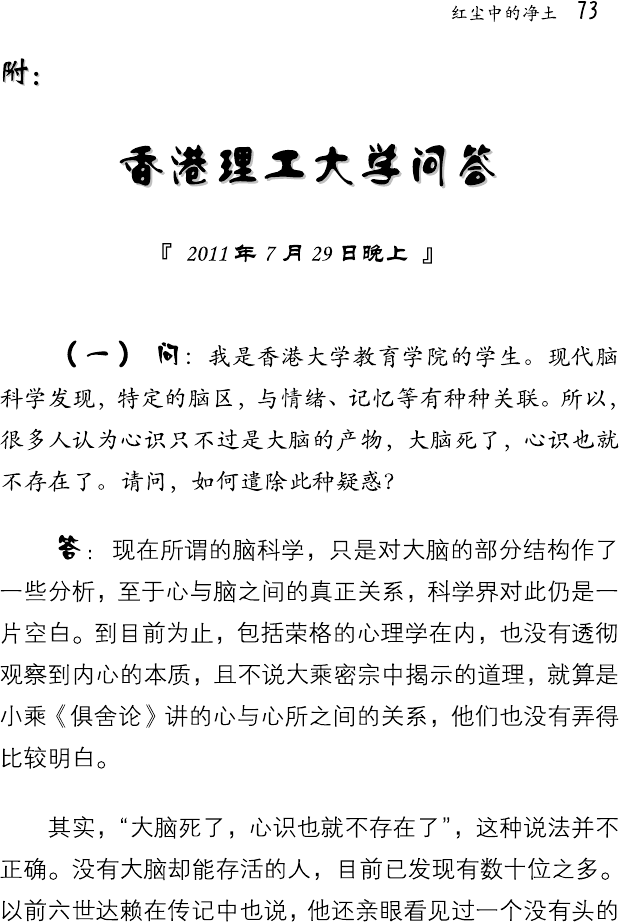 红尘中的净土 73
附：
香港理工大学问答
『 2011年 7 月 29 日晚上 』
（一） 问：我是香港大学教育学院的学生。现代脑
科学发现，特定的脑区，与情绪、记忆等有种种关联。所以，
很多人认为心识只不过是大脑的产物，大脑死了，心识也就
不存在了。请问，如何遣除此种疑惑？
答：现在所谓的脑科学，只是对大脑的部分结构作了
一些分析，至于心与脑之间的真正关系，科学界对此仍是一
片空白。到目前为止，包括荣格的心理学在内，也没有透彻
观察到内心的本质，且不说大乘密宗中揭示的道理，就算是
小乘《俱舍论》讲的心与心所之间的关系，他们也没有弄得
比较明白。
其实，“大脑死了，心识也就不存在了”，这种说法并不
正确。没有大脑却能存活的人，目前已发现有数十位之多。
以前六世达赖在传记中也说，他还亲眼看见过一个没有头的